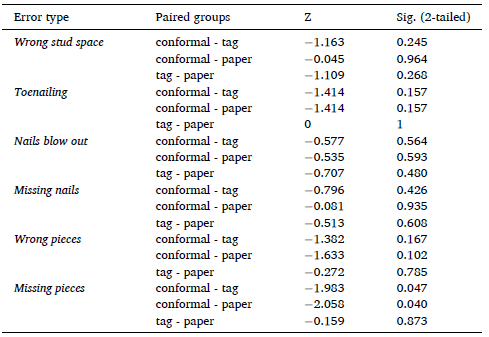 Error type Paired groups Z Sig. (2-tailed)
Wrong stud space conformal - tag −1.163 0.245
conformal - paper −0.045 0.964
tag - paper −1.109 0.268
Toenailing conformal - tag −1.414 0.157
conformal - paper −1.414 0.157
tag - paper 0 1
Nails blow out conformal - tag −0.577 0.564
conformal - paper −0.535 0.593
tag - paper −0.707 0.480
Missing nails conformal - tag −0.796 0.426
conformal - paper −0.081 0.935
tag - paper −0.513 0.608
Wrong pieces conformal - tag −1.382 0.167
conformal - paper −1.633 0.102
tag - paper −0.272 0.785
Missing pieces conformal - tag −1.983 0.047
conformal - paper −2.058 0.040
tag - paper −0.159 0.873